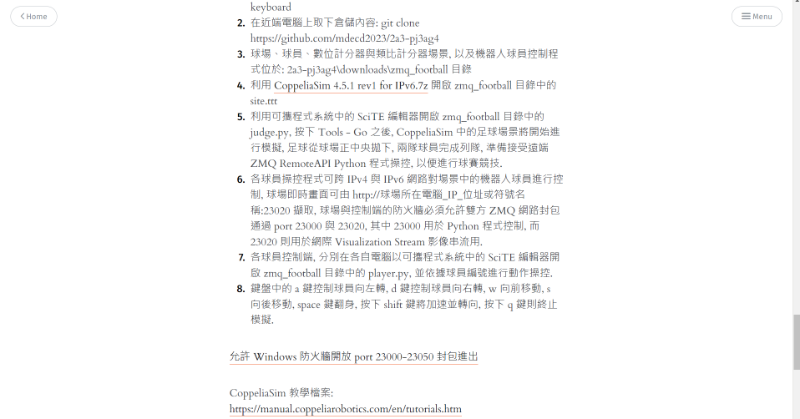 Home
Menu
keyboard
2. 在近端電腦上取下倉儲內容: git clone
https://github.com/mdecd2023/2a3-pj3ag4
3. 球場、球員、數位計分器與類比計分器場景, 以及機器人球員控制程
式位於: 2a3-pj3ag4\downloads\zmq_football 目錄
4. 利用 CoppeliaSim 4.5.1 rev1 for IPv6.7z 開啟 zmq_football 目錄中的
site.ttt
5. 利用可攜程式系統中的 SciTE 編輯器開啟 zmq_football 目錄中的
judge.py, 按下 Tools - Go 之後, CoppeliaSim 中的足球場景將開始進
行模擬, 足球從球場正中央拋下, 兩隊球員完成列隊, 準備接受遠端
ZMQ RemoteAPI Python 程式操控, 以便進行球賽競技.
6. 各球員操控程式可跨 IPv4 與 IPv6 網路對場景中的機器人球員進行控
制, 球場即時畫面可由 http://球場所在電腦_IP_位址或符號名
稱:23020 擷取, 球場與控制端的防火牆必須允許雙方 ZMQ 網路封包
通過 port 23000 與 23020, 其中 23000 用於 Python 程式控制, 而
23020 則用於網際 Visualization Stream 影像串流用.
7. 各球員控制端, 分別在各自電腦以可攜程式系統中的 SciTE 編輯器開
啟 zmq_football 目錄中的 player.py, 並依據球員編號進行動作操控.
8. 鍵盤中的 a 鍵控制球員向左轉, d 鍵控制球員向右轉, w 向前移動, s
向後移動, space 鍵翻身, 按下 shift 鍵將加速並轉向, 按下 q 鍵則終止
模擬.
允許 Windows 防火牆開放 port 23000-23050 封包進出
CoppeliaSim 教學檔案:
https://manual.coppeliarobotics.com/en/tutorials.htm